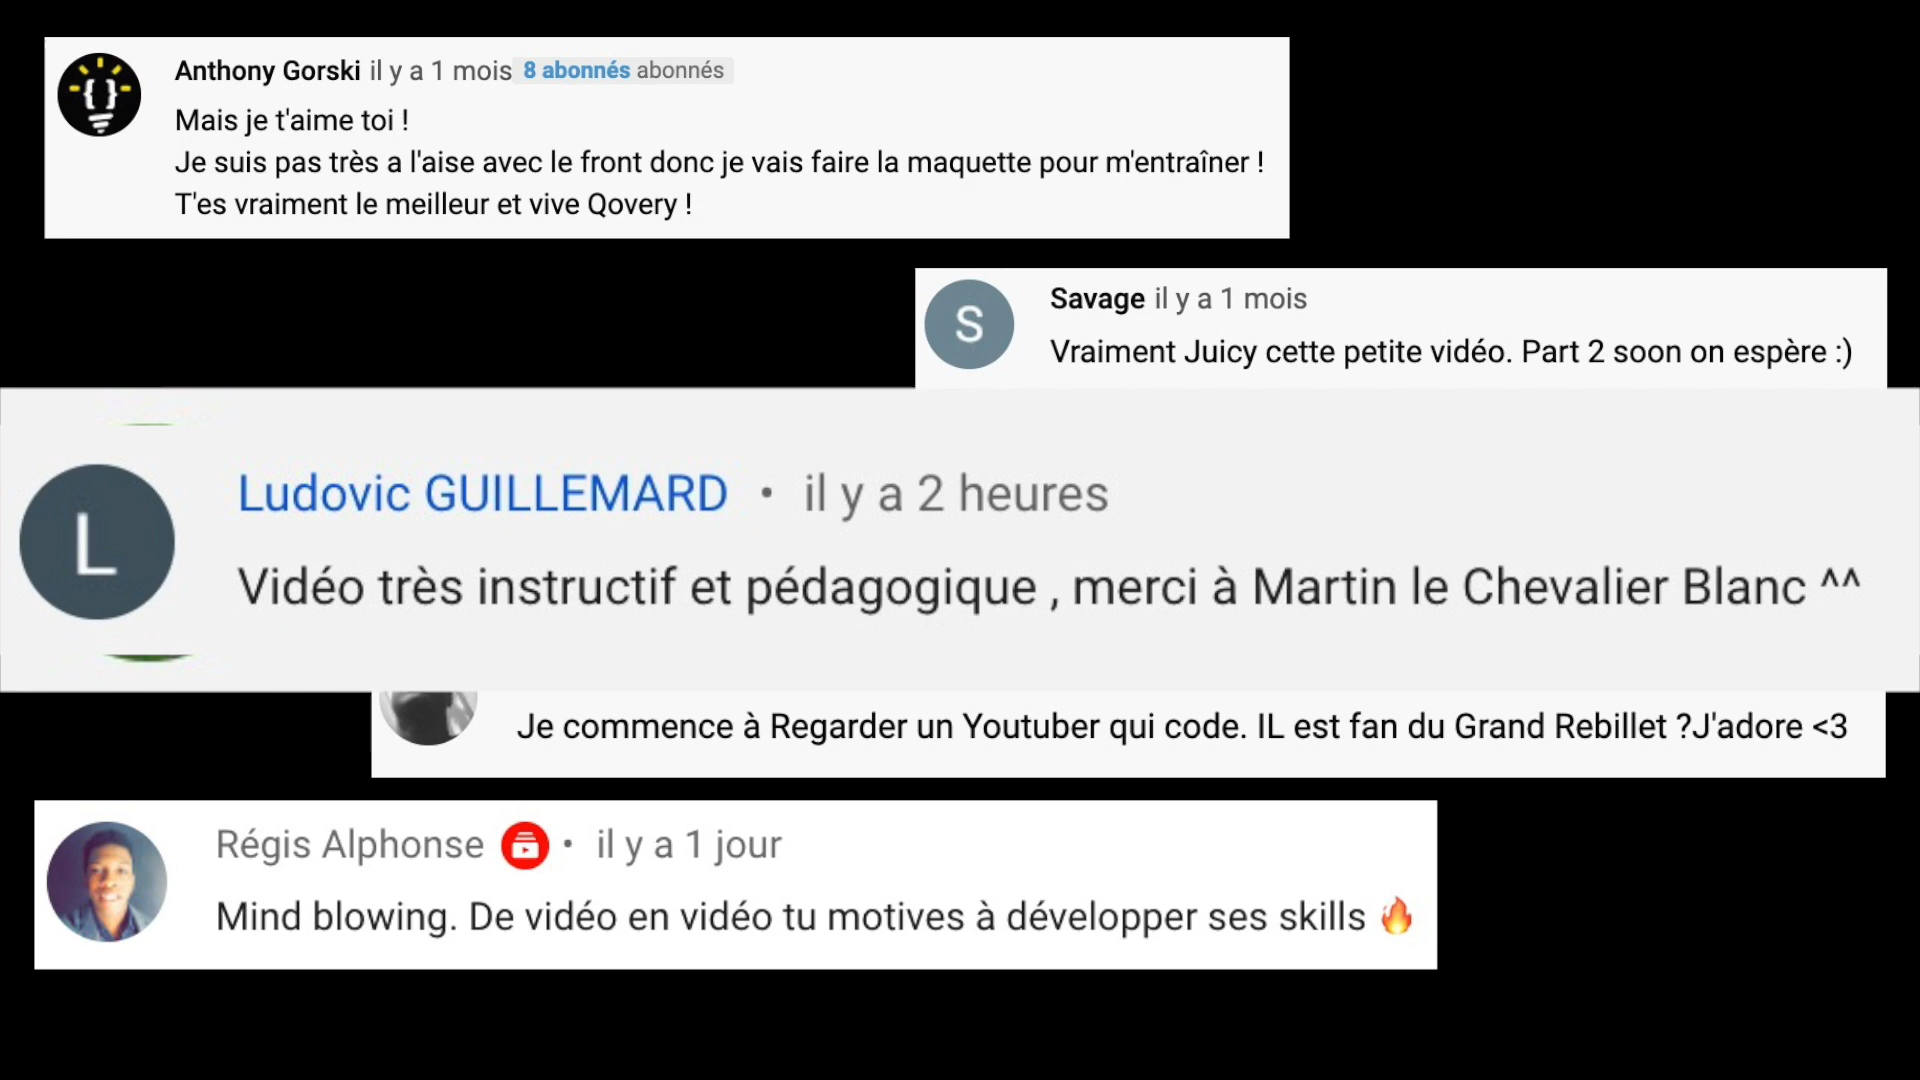 Anthony Gorski il y a 1 mois 8 abonnés abonnés
Mais je t'aime toi !
Je suis pas très a l'aise avec le front donc je vais faire la maquette pour m'entraîner !
T'es vraiment le meilleur et vive Qovery !
S
Savage il y a 1 mois
Vraiment Juicy cette petite vidéo. Part 2 soon on espère :)
L
Ludovic GUILLEMARD • il y a 2 heures
Vidéo très instructif et pédagogique , merci à Martin le Chevalier Blanc ^^
Je commence à Regarder un Youtuber qui code. IL est fan du Grand Rebillet ?J'adore <3
Régis Alphonse • il y a 1 jour
Mind blowing. De vidéo en vidéo tu motives à développer ses skills 🔥